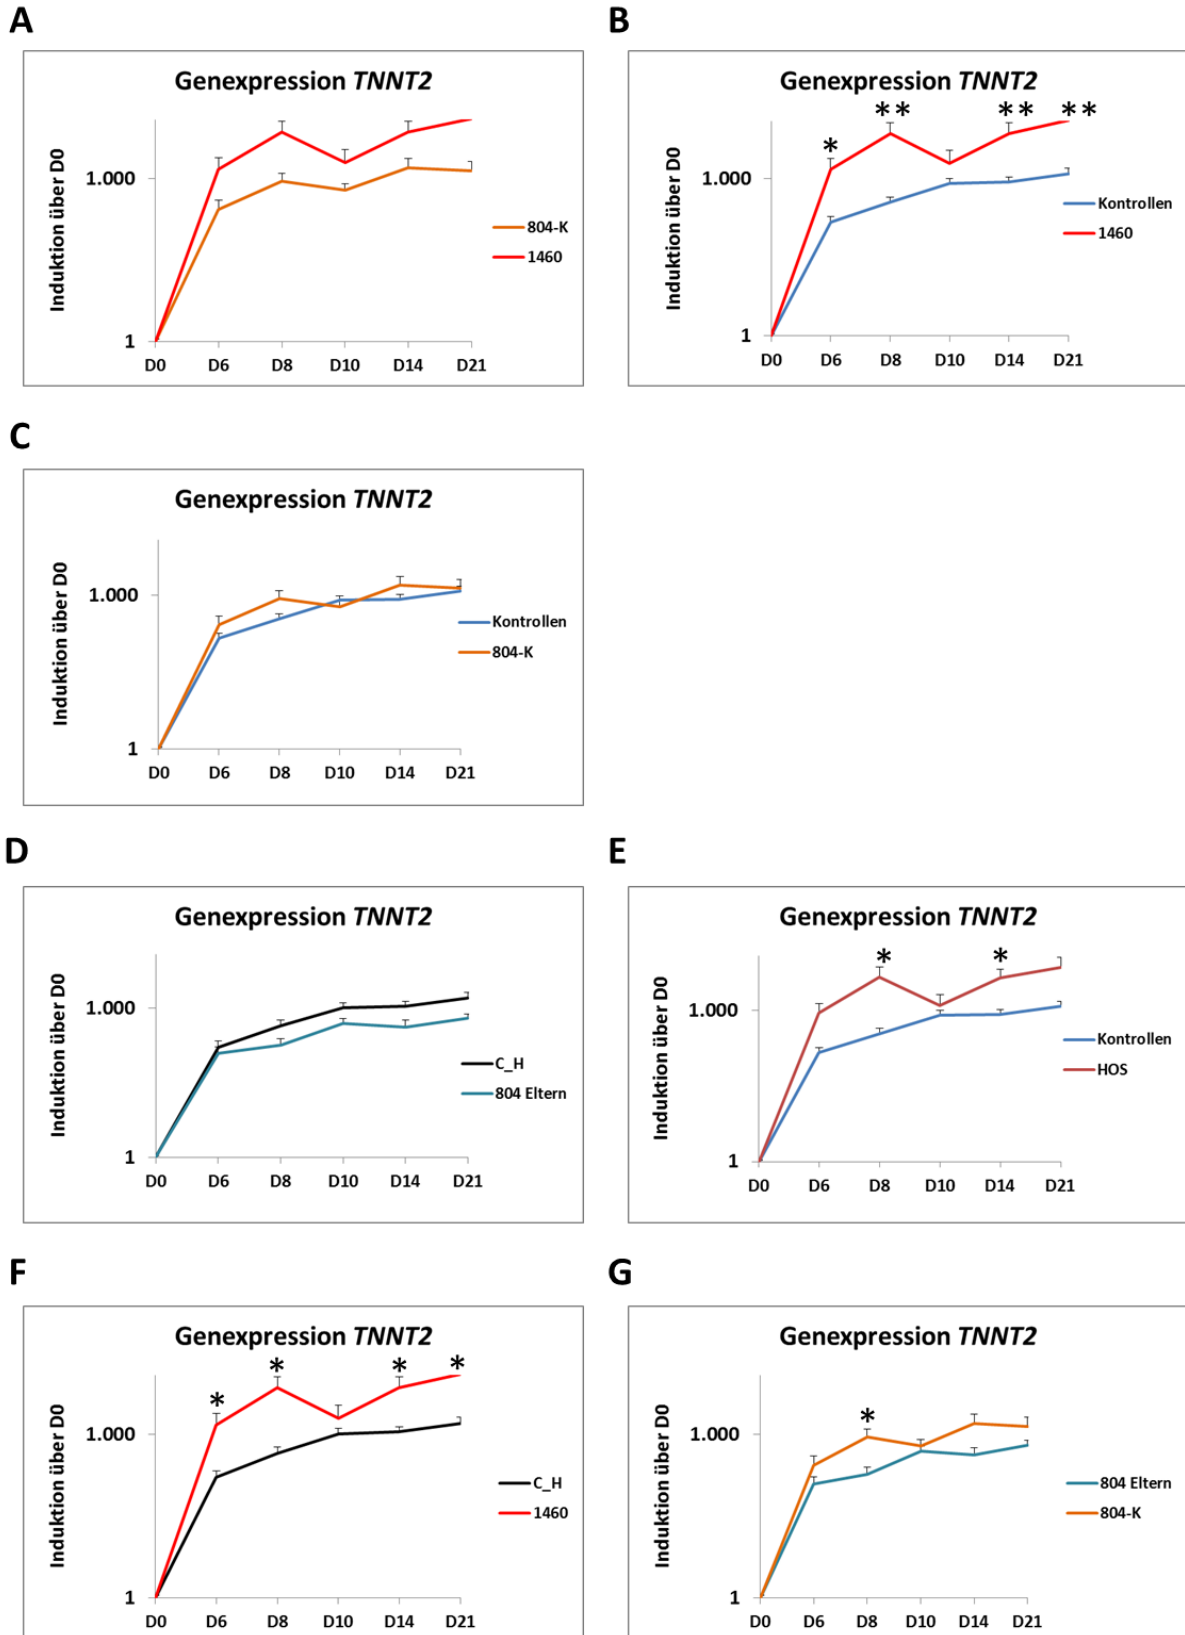 A
Genexpression TNNT2
Induktion über D0
1.000
1
D0 D6 D8 D10 D14 D21
804-K
1460
B
Genexpression TNNT2
* ** ** **
Induktion über D0
1.000
1
D0 D6 D8 D10 D14 D21
Kontrollen
1460
C
Genexpression TNNT2
Induktion über D0
1.000
1
D0 D6 D8 D10 D14 D21
Kontrollen
804-K
D
Genexpression TNNT2
Induktion über D0
1.000
1
D0 D6 D8 D10 D14 D21
C_H
804 Eltern
E
Genexpression TNNT2
* *
Induktion über D0
1.000
1
D0 D6 D8 D10 D14 D21
Kontrollen
HOS
F
Genexpression TNNT2
* * * *
Induktion über D0
1.000
1
D0 D6 D8 D10 D14 D21
C_H
1460
G
Genexpression TNNT2
*
Induktion über D0
1.000
1
D0 D6 D8 D10 D14 D21
804 Eltern
804-K